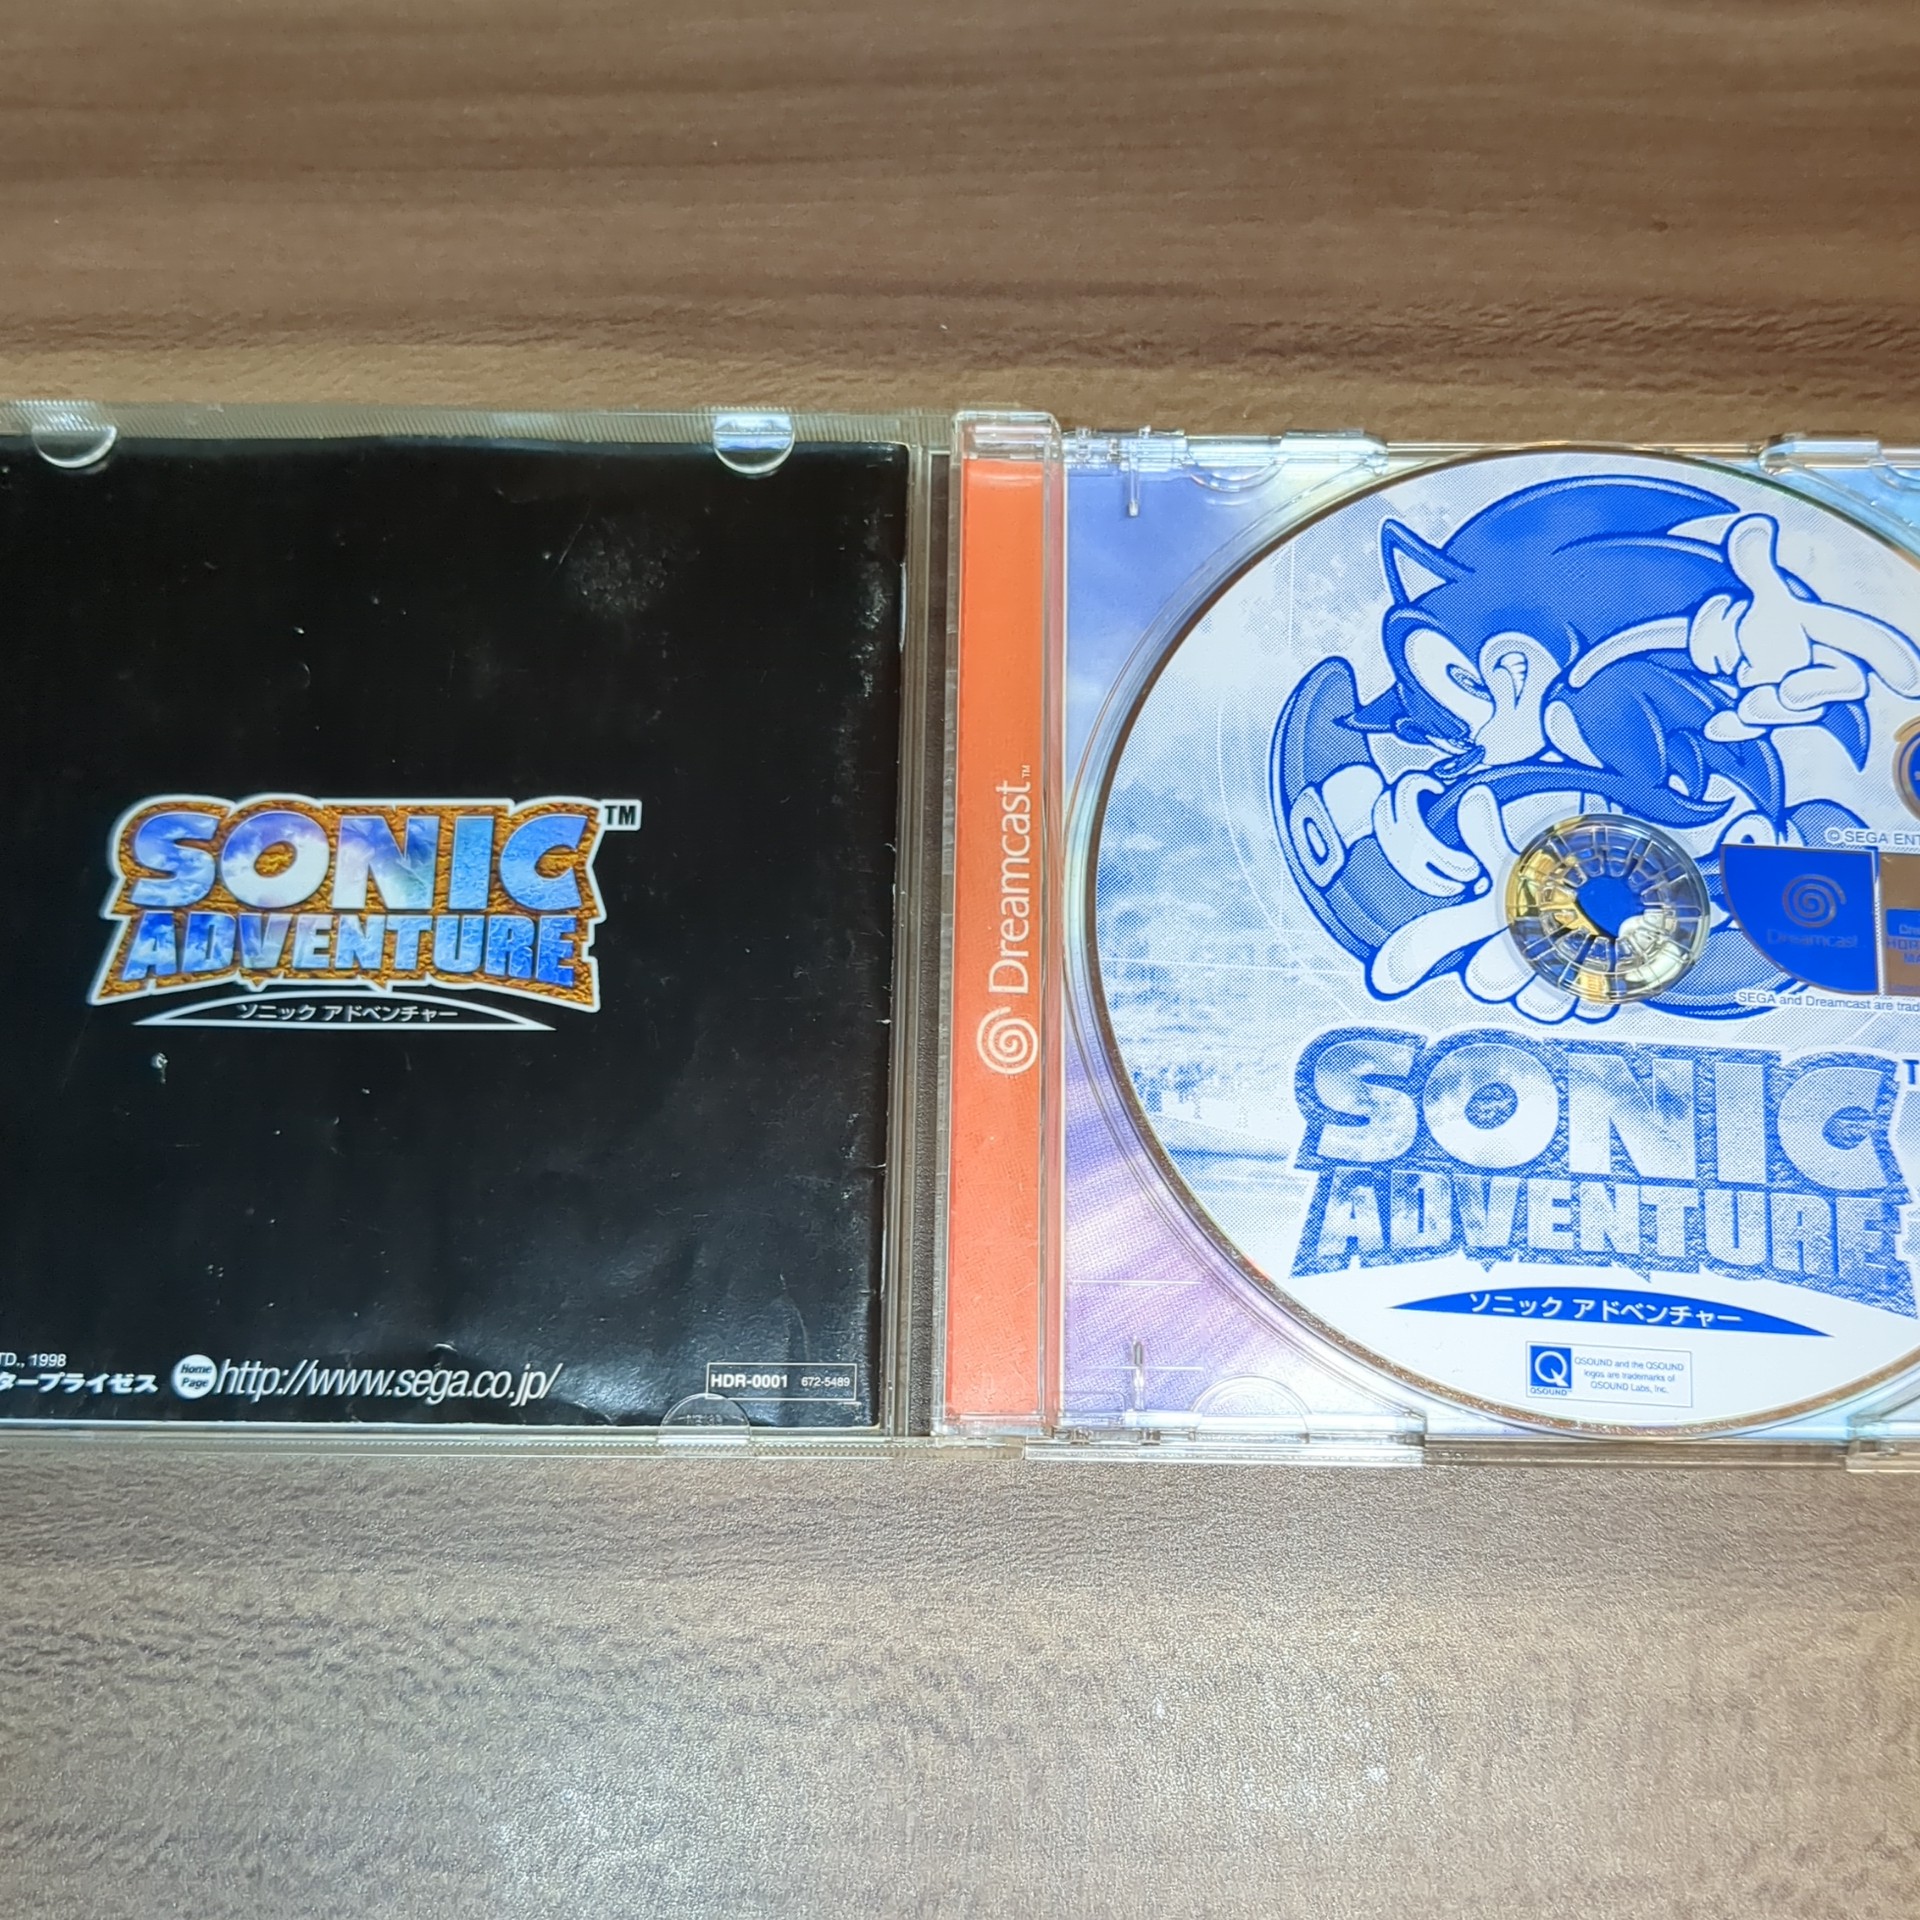 SONIC TM
ADVENTURE
ソニック アドベンチャー
TD., 1998
タープライゼス
Home
Page
http://www.sega.co.jp/
HDR-0001 672-5489
Dreamcast TM
© SEGA ENT
Dreamcast
SEGA and Dreamcast are trad
SONIC T
ADVENTURE
ソニック アドベンチャー
Q
QSOUND
QSOUND and the QSOUND
logos are trademarks of
QSOUND Labs, Inc.